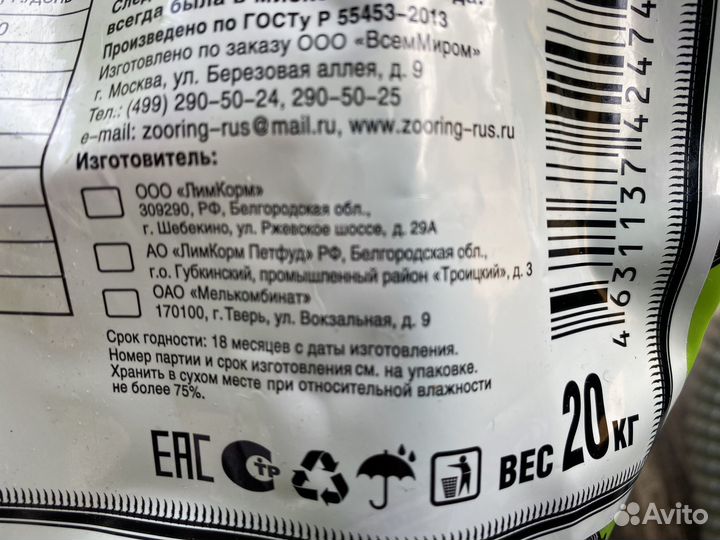 всегда была в миске
Произведено по ГОСТу Р 55453-2013
Изготовлено по заказу ООО «ВсемМиром»
г. Москва, ул. Березовая аллея, д. 9
Тел.: (499) 290-50-24, 290-50-25
e-mail: zooring-rus@mail.ru, www.zooring-rus.ru
Изготовитель:
ООО «ЛимКорм»
309290, РФ, Белгородская обл.,
г. Шебекино, ул. Ржевское шоссе, д. 29А
АО «ЛимКорм Петфуд» РФ, Белгородская обл.,
г.о. Губкинский, промышленный район «Троицкий», д. 3
ОАО «Мелькомбинат»
170100, г.Тверь, ул. Вокзальная, д. 9
Срок годности: 18 месяцев с даты изготовления.
Номер партии и срок изготовления см. на упаковке.
Хранить в сухом месте при относительной влажности
не более 75%.
ЕАС СТР ВЕС 20 КГ
4 631137 42474
Avito